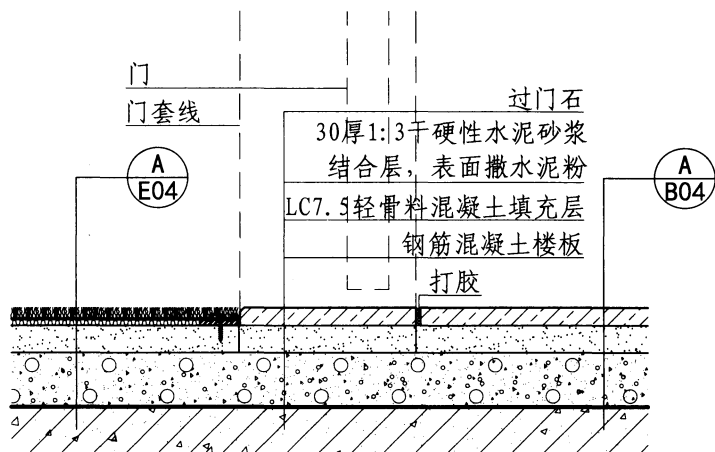 门
门套线
过门石
30厚1:3干硬性水泥砂浆
结合层，表面撒水泥粉
LC7.5轻骨料混凝土填充层
钢筋混凝土楼板
打胶
A
E04
A
B04